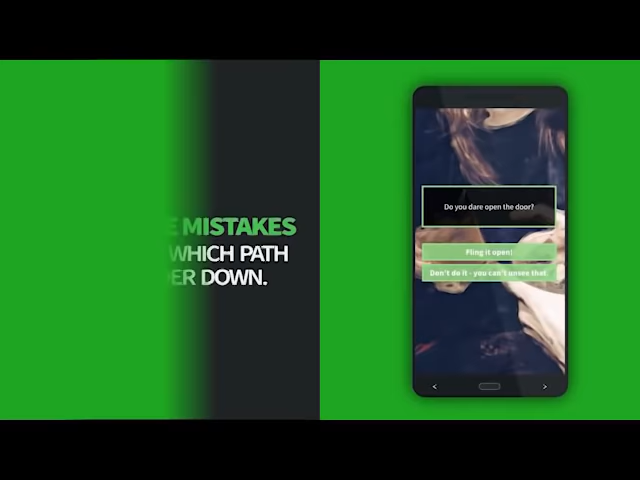 E MISTAKES
WHICH PATH
ER DOWN.
Do you dare open the door?
Fling it open!
Don't do it - you can't unsee that.